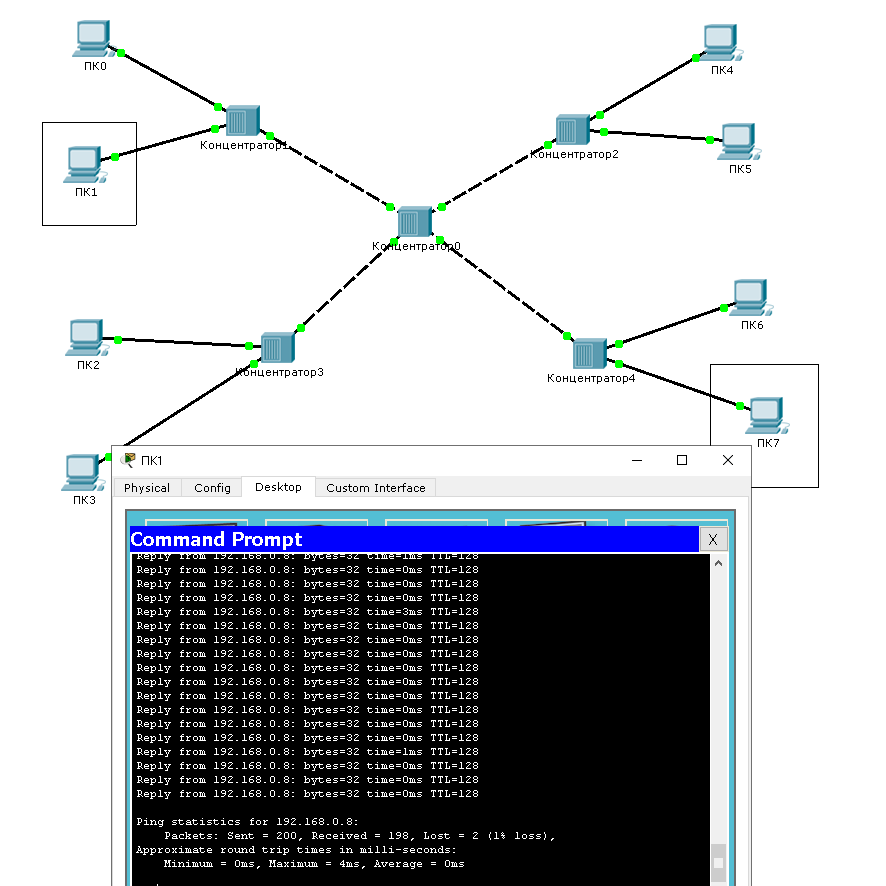 ПК0
ПК4
Концентратор1
Концентратор2
ПК5
ПК1
Концентратор0
ПК6
ПК2
Концентратор3
Концентратор4
ПК7
ПК3
ПК1
Physical Config Desktop Custom Interface
Command Prompt X
Reply from 192.168.0.8: bytes=32 time=1ms TTL=128
Reply from 192.168.0.8: bytes=32 time=0ms TTL=128
Reply from 192.168.0.8: bytes=32 time=0ms TTL=128
Reply from 192.168.0.8: bytes=32 time=0ms TTL=128
Reply from 192.168.0.8: bytes=32 time=3ms TTL=128
Reply from 192.168.0.8: bytes=32 time=0ms TTL=128
Reply from 192.168.0.8: bytes=32 time=0ms TTL=128
Reply from 192.168.0.8: bytes=32 time=0ms TTL=128
Reply from 192.168.0.8: bytes=32 time=0ms TTL=128
Reply from 192.168.0.8: bytes=32 time=0ms TTL=128
Reply from 192.168.0.8: bytes=32 time=0ms TTL=128
Reply from 192.168.0.8: bytes=32 time=0ms TTL=128
Reply from 192.168.0.8: bytes=32 time=0ms TTL=128
Reply from 192.168.0.8: bytes=32 time=0ms TTL=128
Reply from 192.168.0.8: bytes=32 time=1ms TTL=128
Reply from 192.168.0.8: bytes=32 time=0ms TTL=128
Reply from 192.168.0.8: bytes=32 time=0ms TTL=128
Reply from 192.168.0.8: bytes=32 time=0ms TTL=128
Ping statistics for 192.168.0.8:
Packets: Sent = 200, Received = 198, Lost = 2 (1% loss),
Approximate round trip times in milli-seconds:
Minimum = 0ms, Maximum = 4ms, Average = 0ms